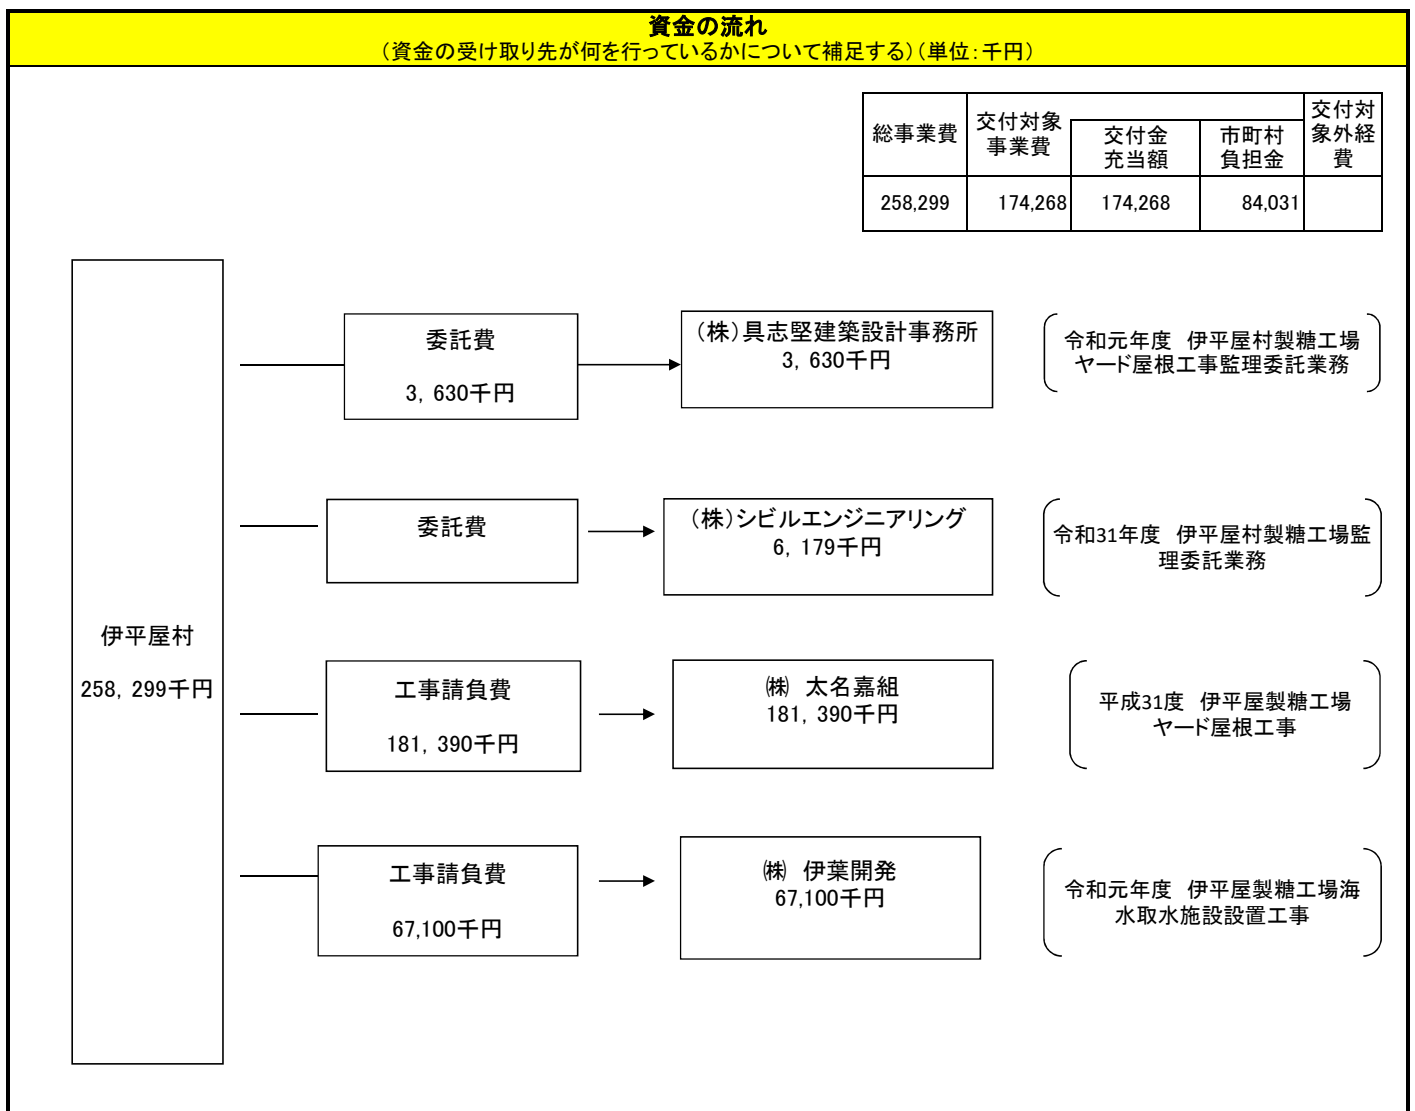 資金の流れ
（資金の受け取り先が何を行っているかについて補足する）（単位：千円）
総事業費
交付対象
事業費
交付金
充当額
市町村
負担金
交付対
象外経
費
258,299
174,268
174,268
84,031
伊平屋村
258，299千円
委託費
3，630千円
（株）具志堅建築設計事務所
3，630千円
令和元年度　伊平屋村製糖工場
ヤード屋根工事監理委託業務
委託費
（株）シビルエンジニアリング
6，179千円
令和31年度　伊平屋村製糖工場監
理委託業務
工事請負費
181，390千円
㈱　太名嘉組
181，390千円
平成31度　伊平屋製糖工場
ヤード屋根工事
工事請負費
67,100千円
㈱　伊葉開発
67,100千円
令和元年度　伊平屋製糖工場海
水取水施設設置工事